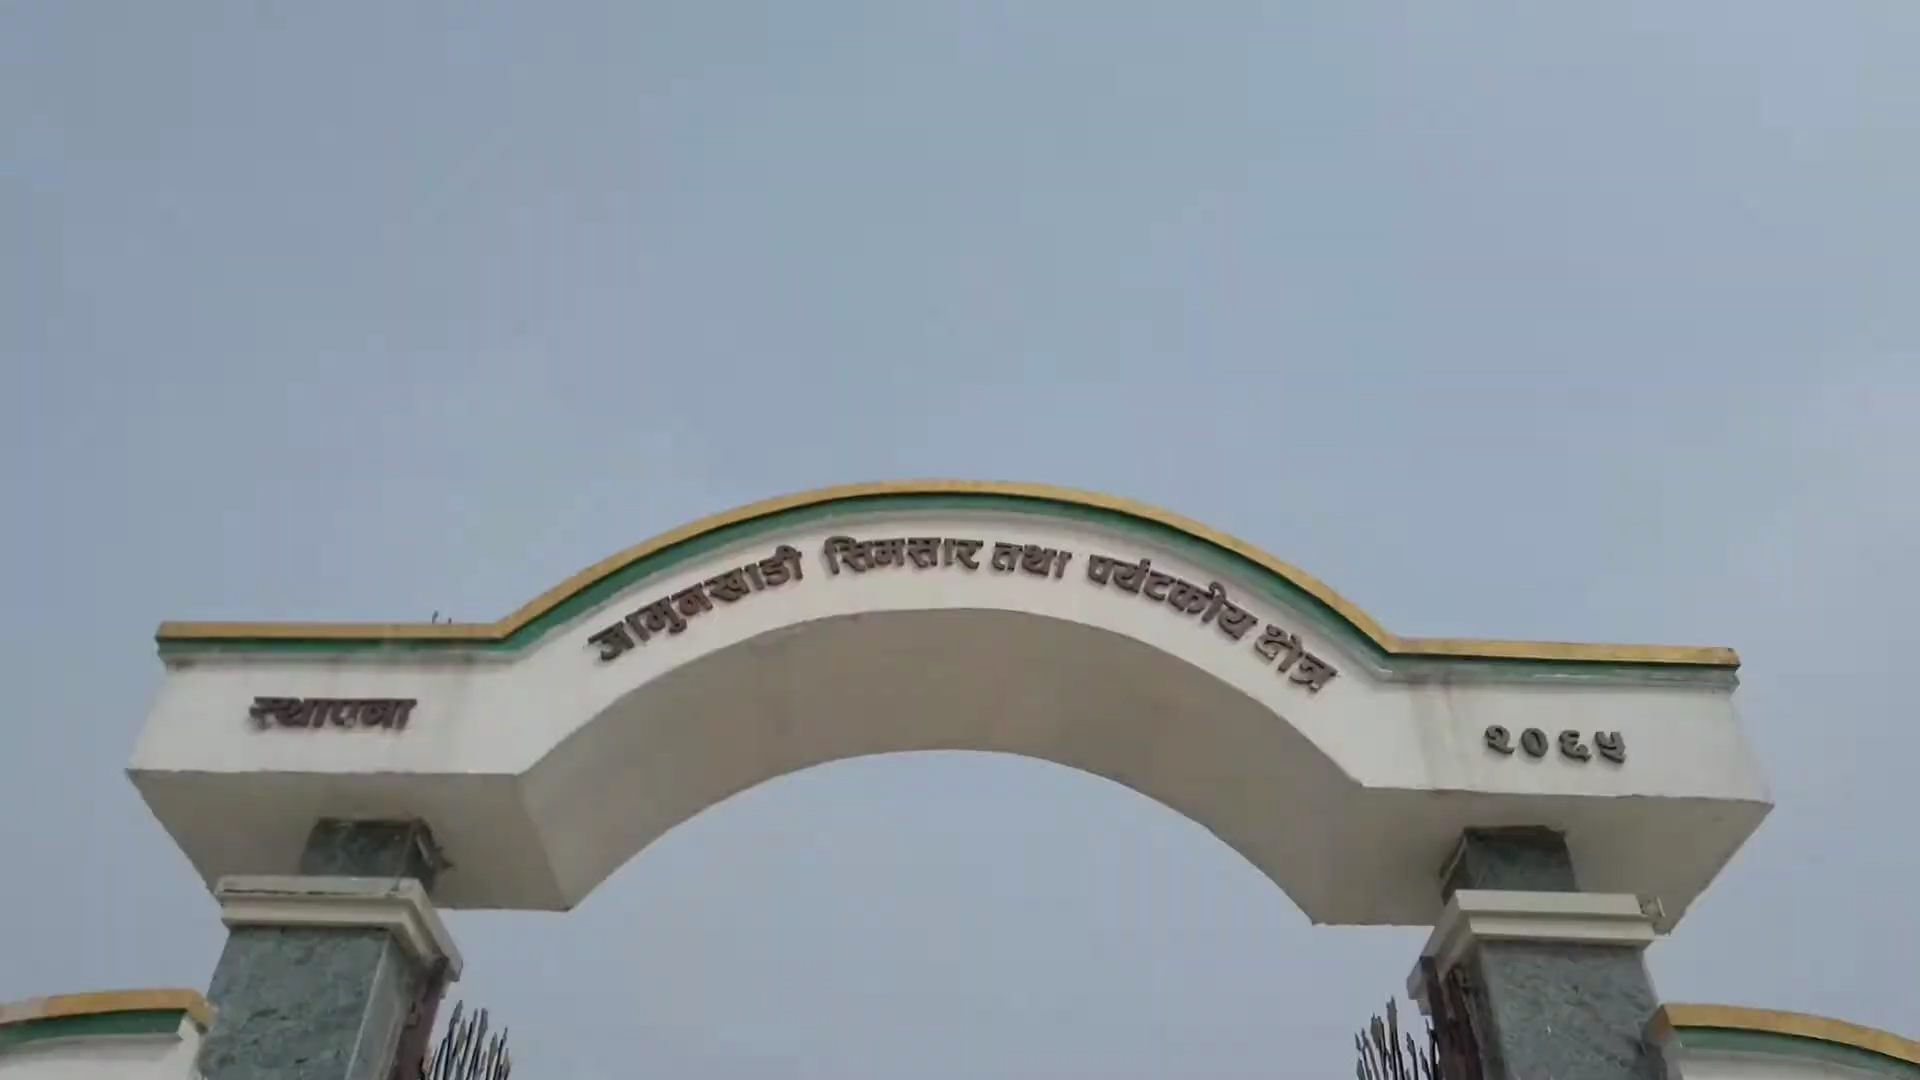 जामुनखाडी सिमसार तथा पर्यटकीय क्षेत्र
स्थापना २०६५